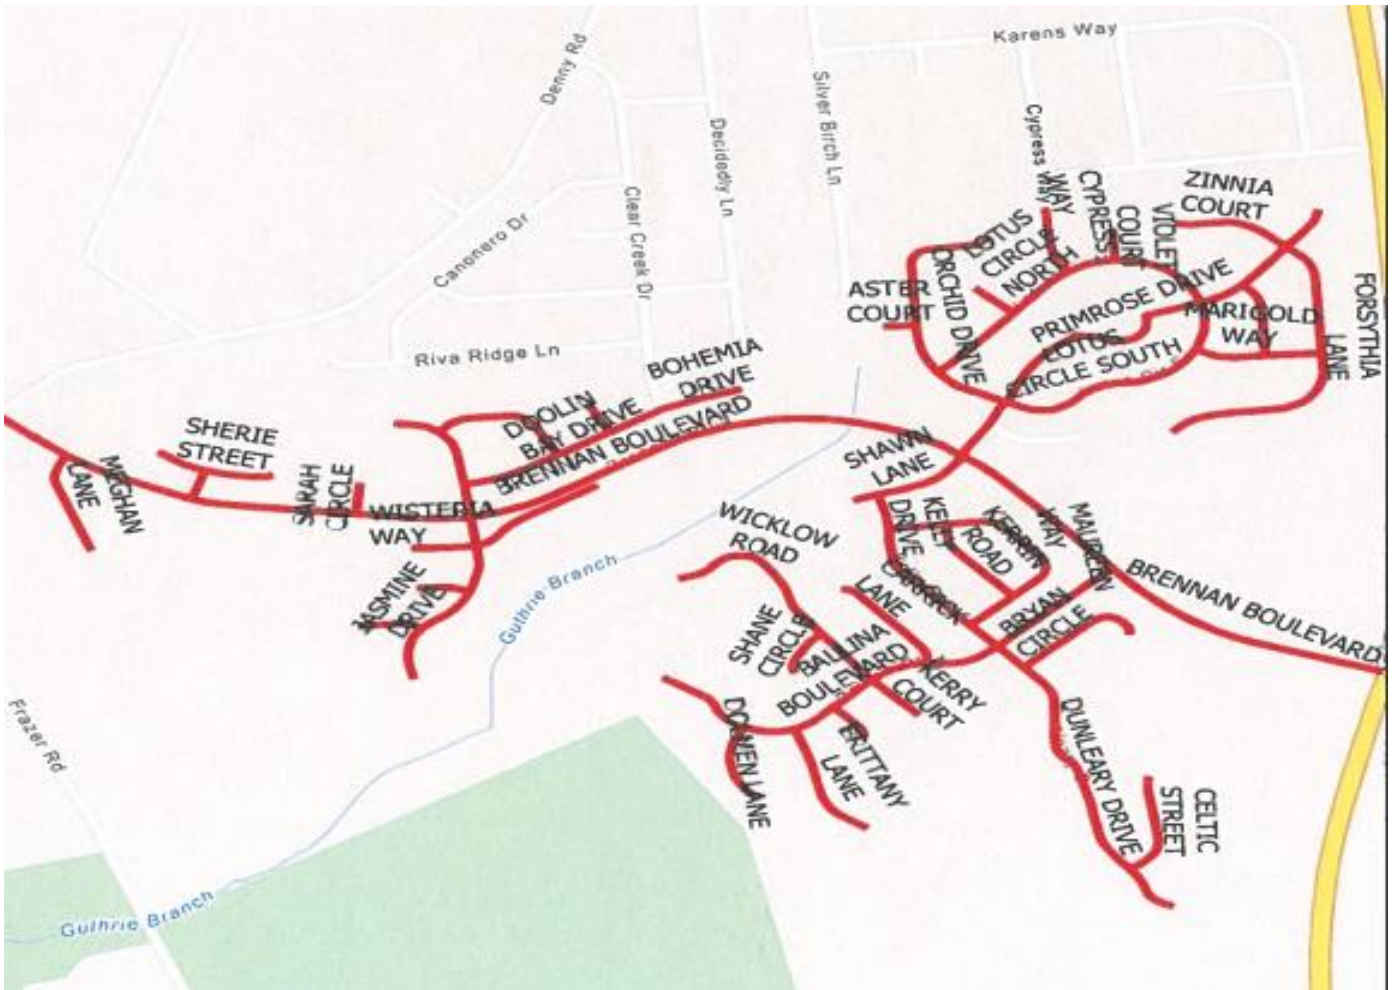 Karens Way
Denny Rd
Silver Birch Ln
Cypress Way
Decidedly Ln
Clear Creek Dr
Canonero Dr
Riva Ridge Ln
ZINNIA
COURT
CYPRESS
WAY
VIOLET
COURT
LOTUS
CIRCLE
NORTH
ORCHID DRIVE
ASTER
COURT
PRIMROSE DRIVE
LOTUS
CIRCLE SOUTH
MARIGOLD
WAY
FORSYTHIA
LANE
BOHEMIA
DRIVE
DOOLIN
BAY DRIVE
BRENNAN BOULEVARD
SHERIE
STREET
MEGHAN
LANE
SARAH
CIRCLE
WISTERIA
WAY
JASMINE
DRIVE
SHAWN
LANE
KELLY
DRIVE
KERRIN
ROAD
MAUREEN
WAY
WICKLOW
ROAD
Guthrie Branch
CARRICK
LANE
BRYAN
CIRCLE
BRENNAN BOULEVARD
SHANE
CIRCLE
BALLINA
BOULEVARD
KERRY
COURT
LANE
DUNLEARY DRIVE
CELTIC
STREET
Frazer Rd
Guthrie Branch